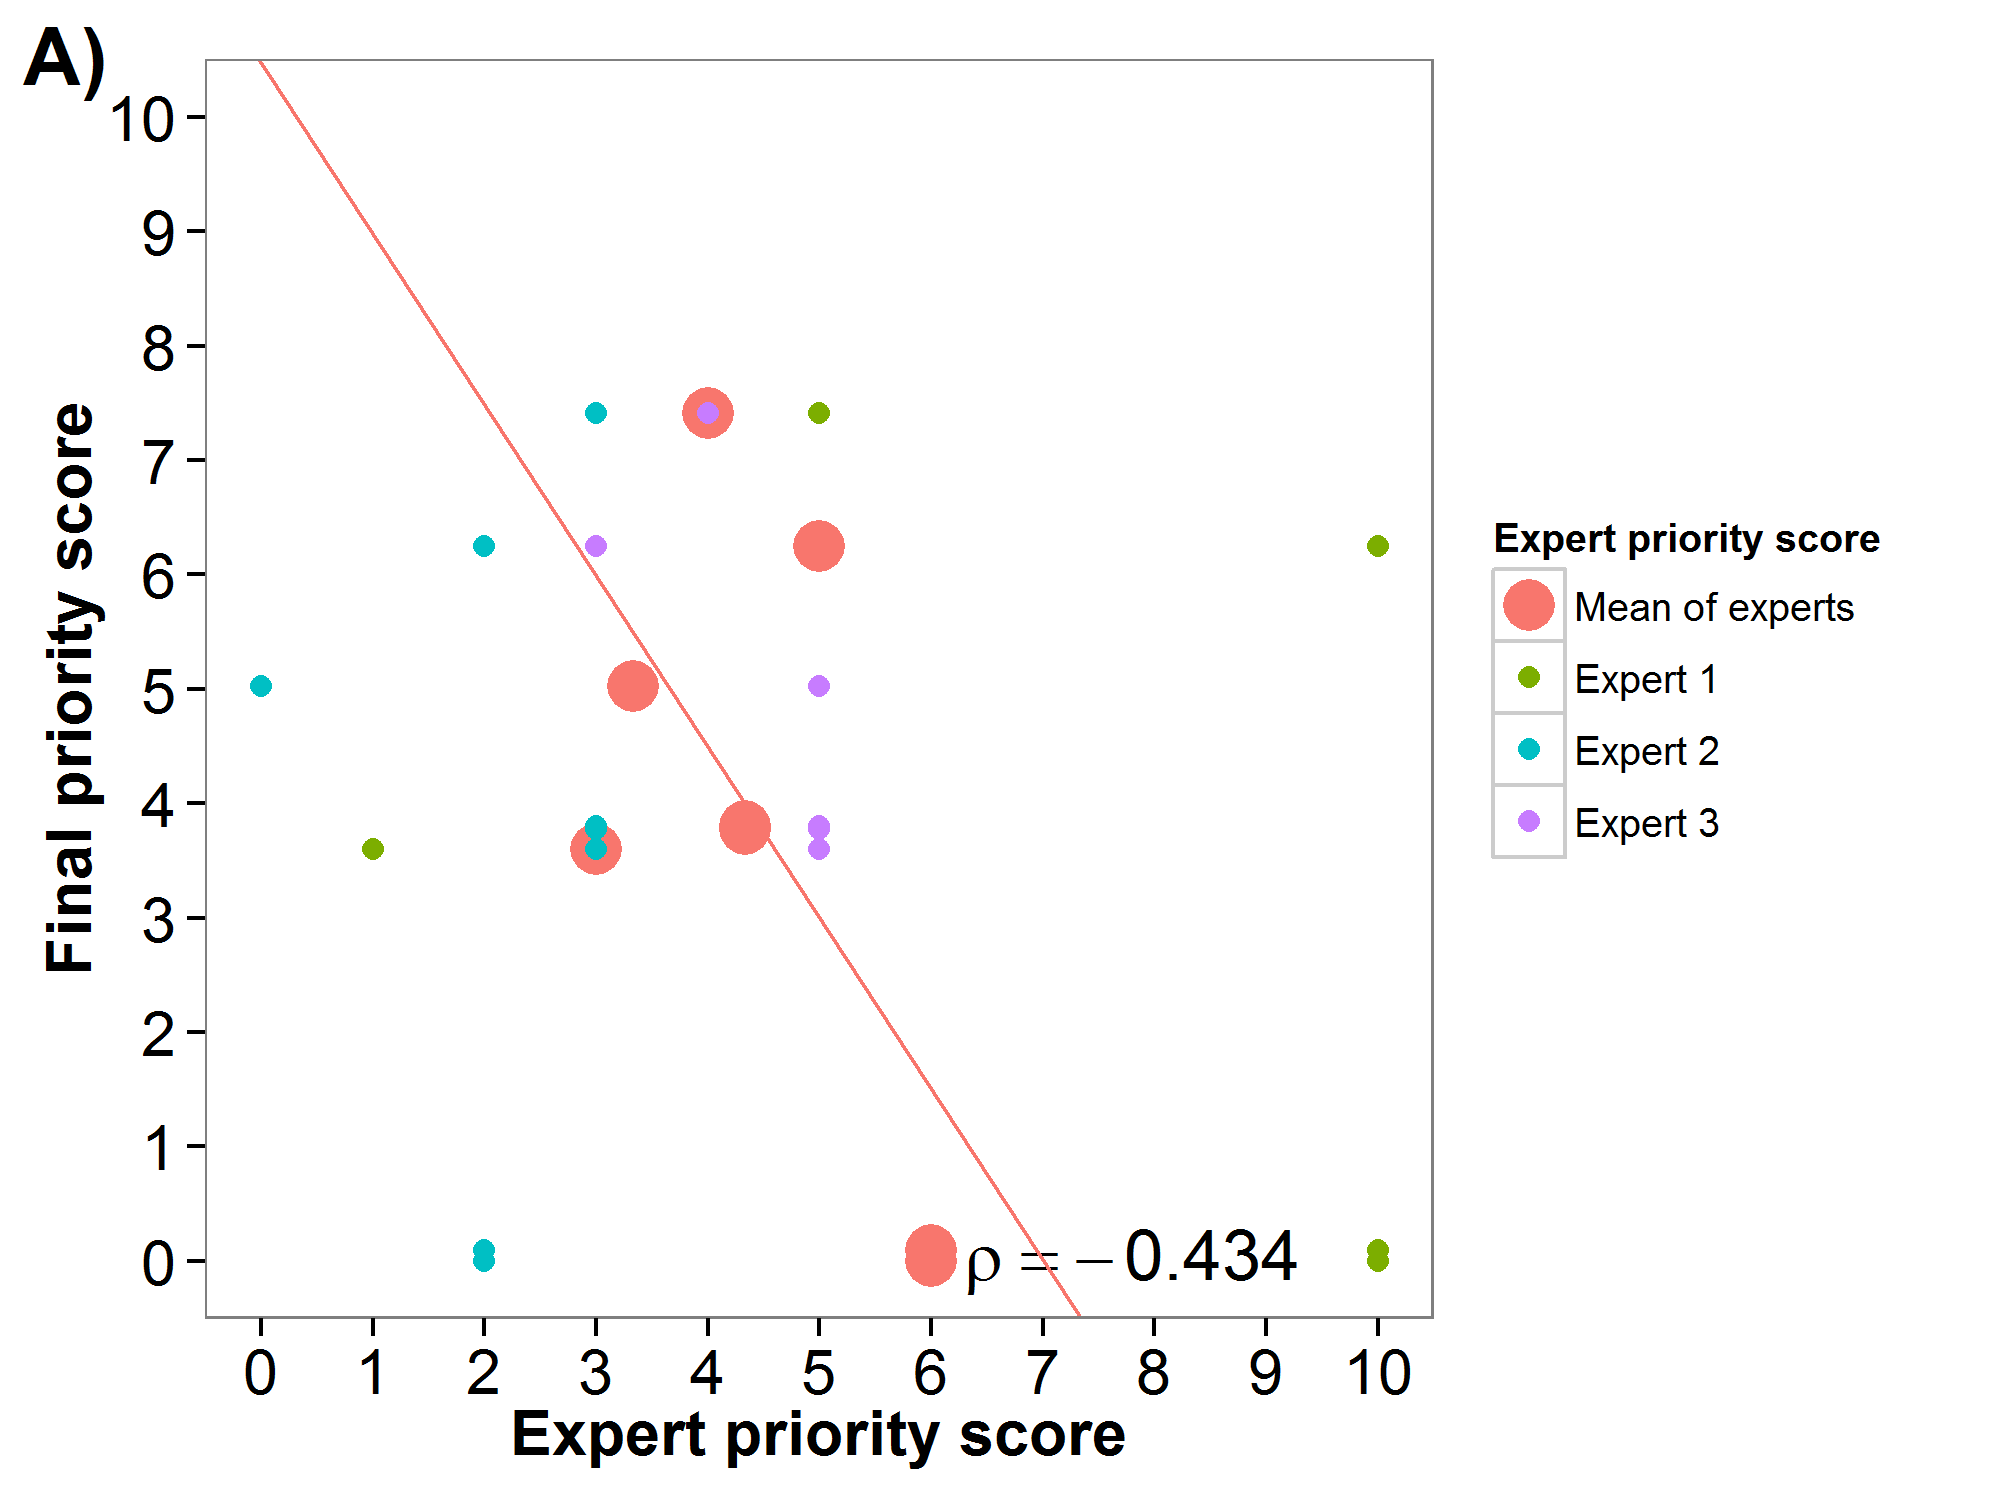 A)
10
9
8
7
6
5
4
3
2
1
0
Final priority score
ρ = −0.434
0 1 2 3 4 5 6 7 8 9 10
Expert priority score
Expert priority score
Mean of experts
Expert 1
Expert 2
Expert 3